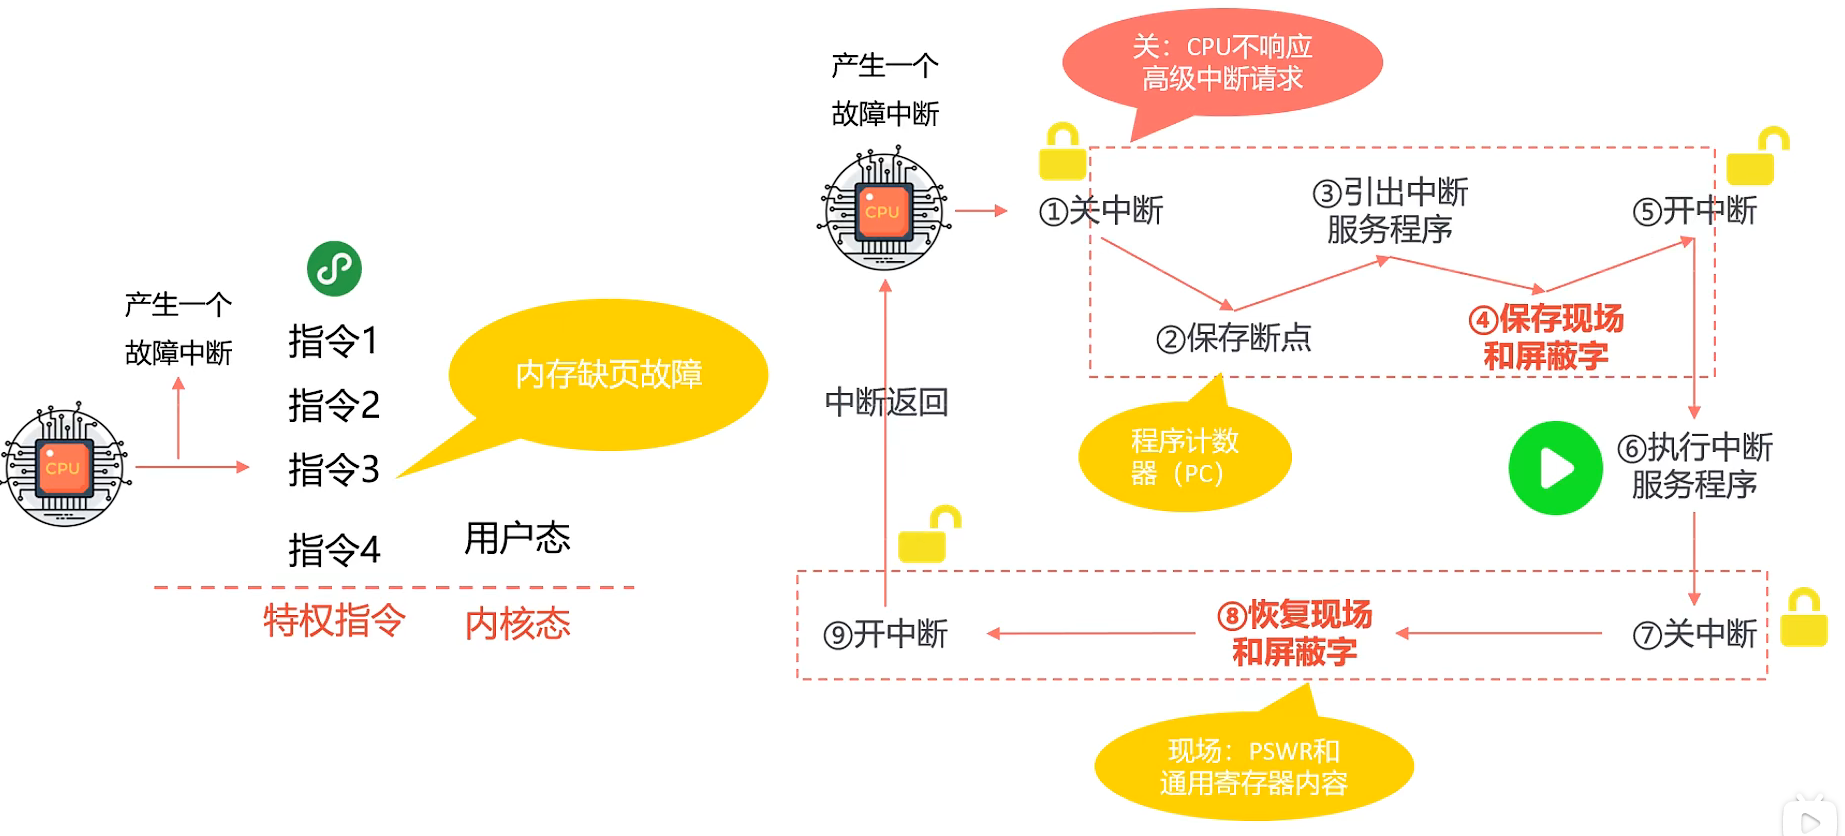 产生一个
故障中断
CPU
指令1
指令2
指令3
指令4
内存缺页故障
用户态
特权指令
内核态
产生一个
故障中断
CPU
关：CPU不响应
高级中断请求
①关中断
②保存断点
③引出中断
服务程序
④保存现场
和屏蔽字
⑤开中断
程序计数
器（PC）
⑥执行中断
服务程序
中断返回
⑦关中断
⑧恢复现场
和屏蔽字
⑨开中断
现场：PSWR和
通用寄存器内容